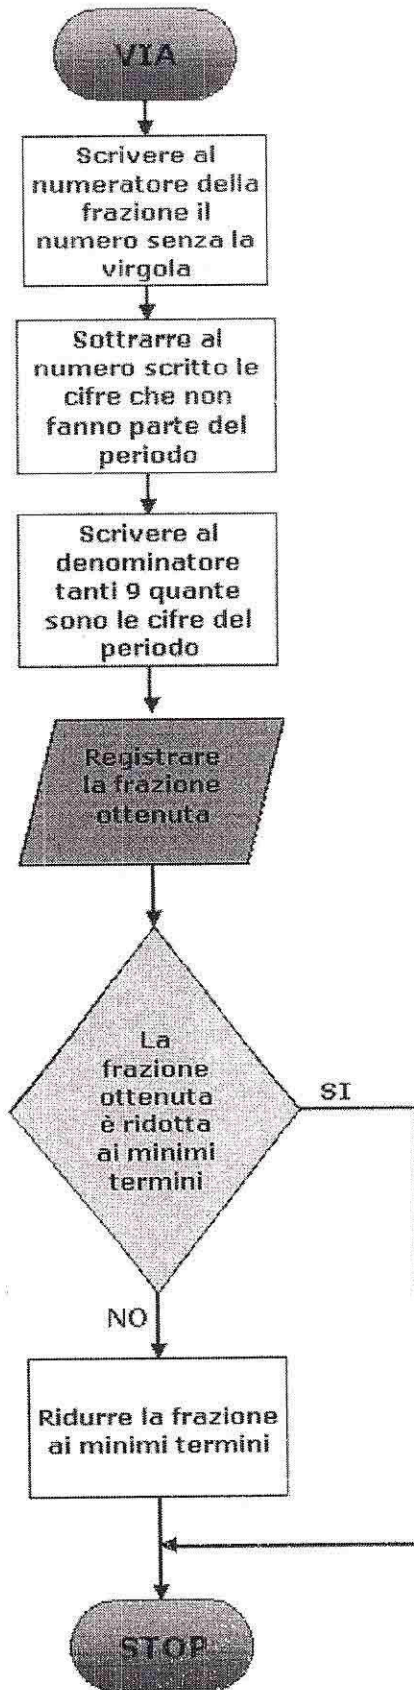 VIA
Scrivere al
numeratore della
frazione il
numero senza la
virgola
Sottrarre al
numero scritto le
cifre che non
fanno parte del
periodo
Scrivere al
denominatore
tanti 9 quante
sono le cifre del
periodo
Registrare
la frazione
ottenuta
La
frazione
ottenuta
è ridotta
ai minimi
termini
SI
NO
Ridurre la frazione
ai minimi termini
STOP